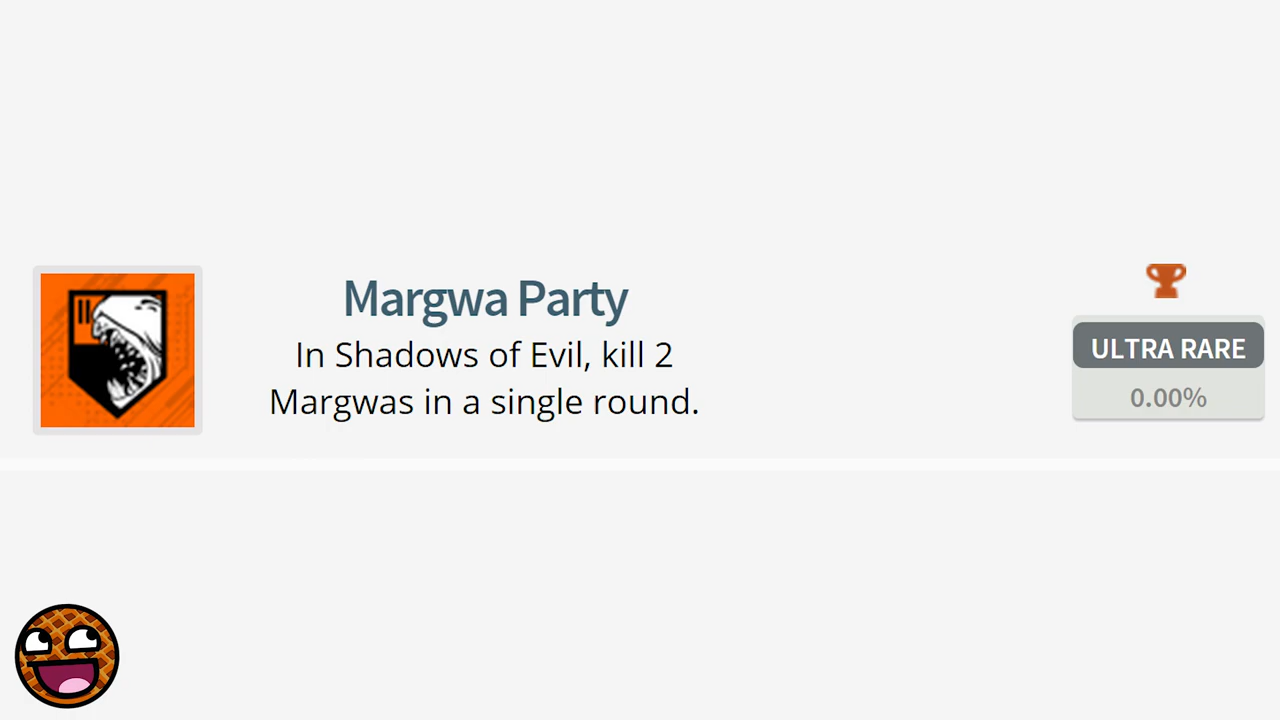 Margwa Party
In Shadows of Evil, kill 2
Margwas in a single round.
ULTRA RARE
0.00%